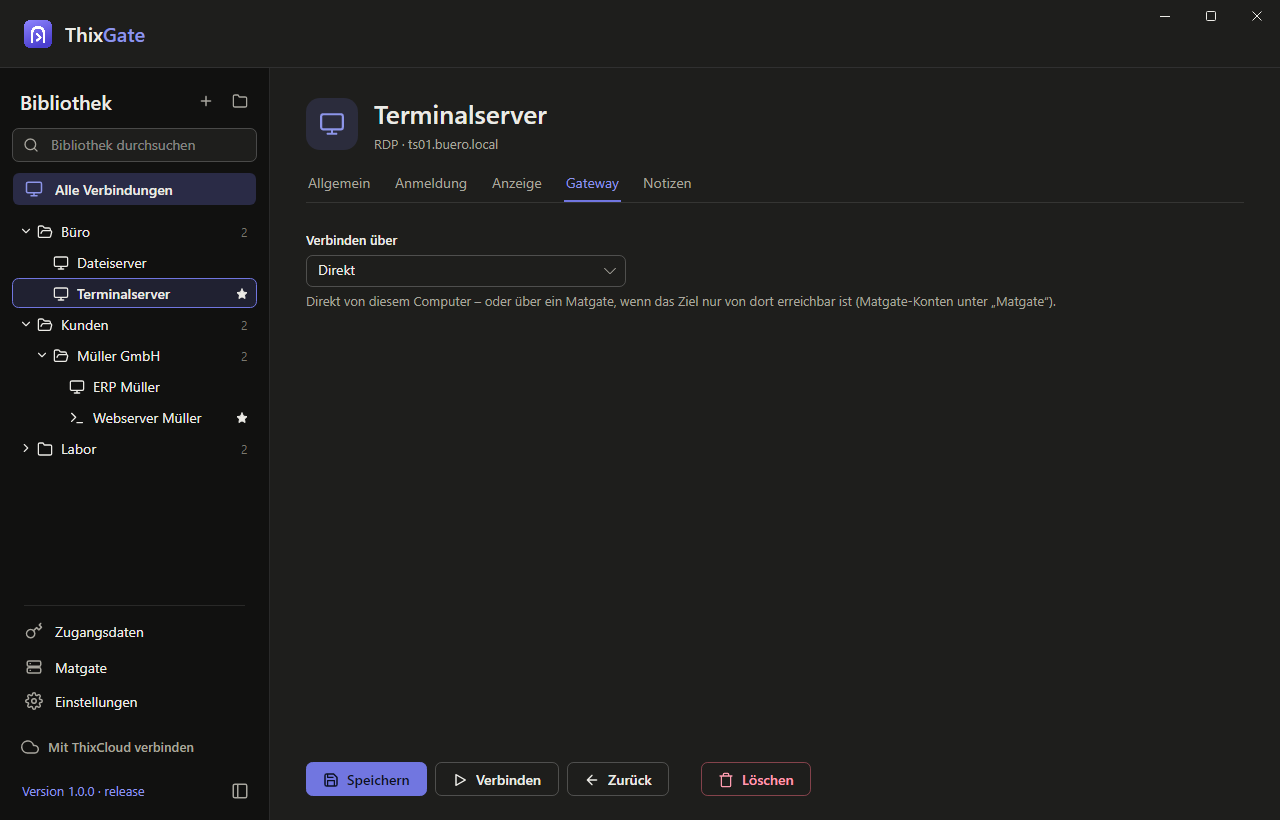 ThixGate
Bibliothek
Bibliothek durchsuchen
Alle Verbindungen
Büro 2
Dateiserver
Terminalserver
Kunden 2
Müller GmbH 2
ERP Müller
Webserver Müller
Labor 2
Zugangsdaten
Matgate
Einstellungen
Mit ThixCloud verbinden
Version 1.0.0 · release
Terminalserver
RDP · ts01.buero.local
Allgemein Anmeldung Anzeige Gateway Notizen
Verbinden über
Direkt
Direkt von diesem Computer – oder über ein Matgate, wenn das Ziel nur von dort erreichbar ist (Matgate-Konten unter „Matgate“).
Speichern Verbinden Zurück Löschen